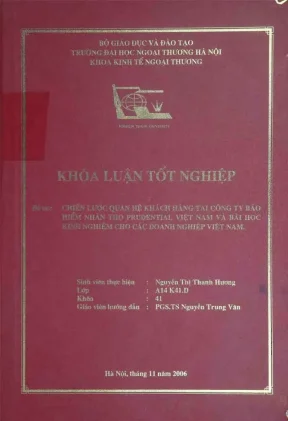 BỘ GIÁO DỤC VÀ ĐÀO TẠO
TRƯỜNG ĐẠI HỌC NGOẠI THƯƠNG HÀ NỘI
KHOA KINH TẾ NGOẠI THƯƠNG
FOREIGN TRADE UNIVERSITY
KHÓA LUẬN TỐT NGHIỆP
Đề tài: CHIẾN LƯỢC QUAN HỆ KHÁCH HÀNG TẠI CÔNG TY BẢO
HIỂM NHÂN THỌ PRUDENTIAL VIỆT NAM VÀ BÀI HỌC
KINH NGHIỆM CHO CÁC DOANH NGHIỆP VIỆT NAM.
Sinh viên thực hiện : Nguyễn Thị Thanh Hương
Lớp : A14 K41.D
Khóa : 41
Giáo viên hướng dẫn : PGS.TS Nguyễn Trung Vãn
Hà Nội, tháng 11 năm 2006